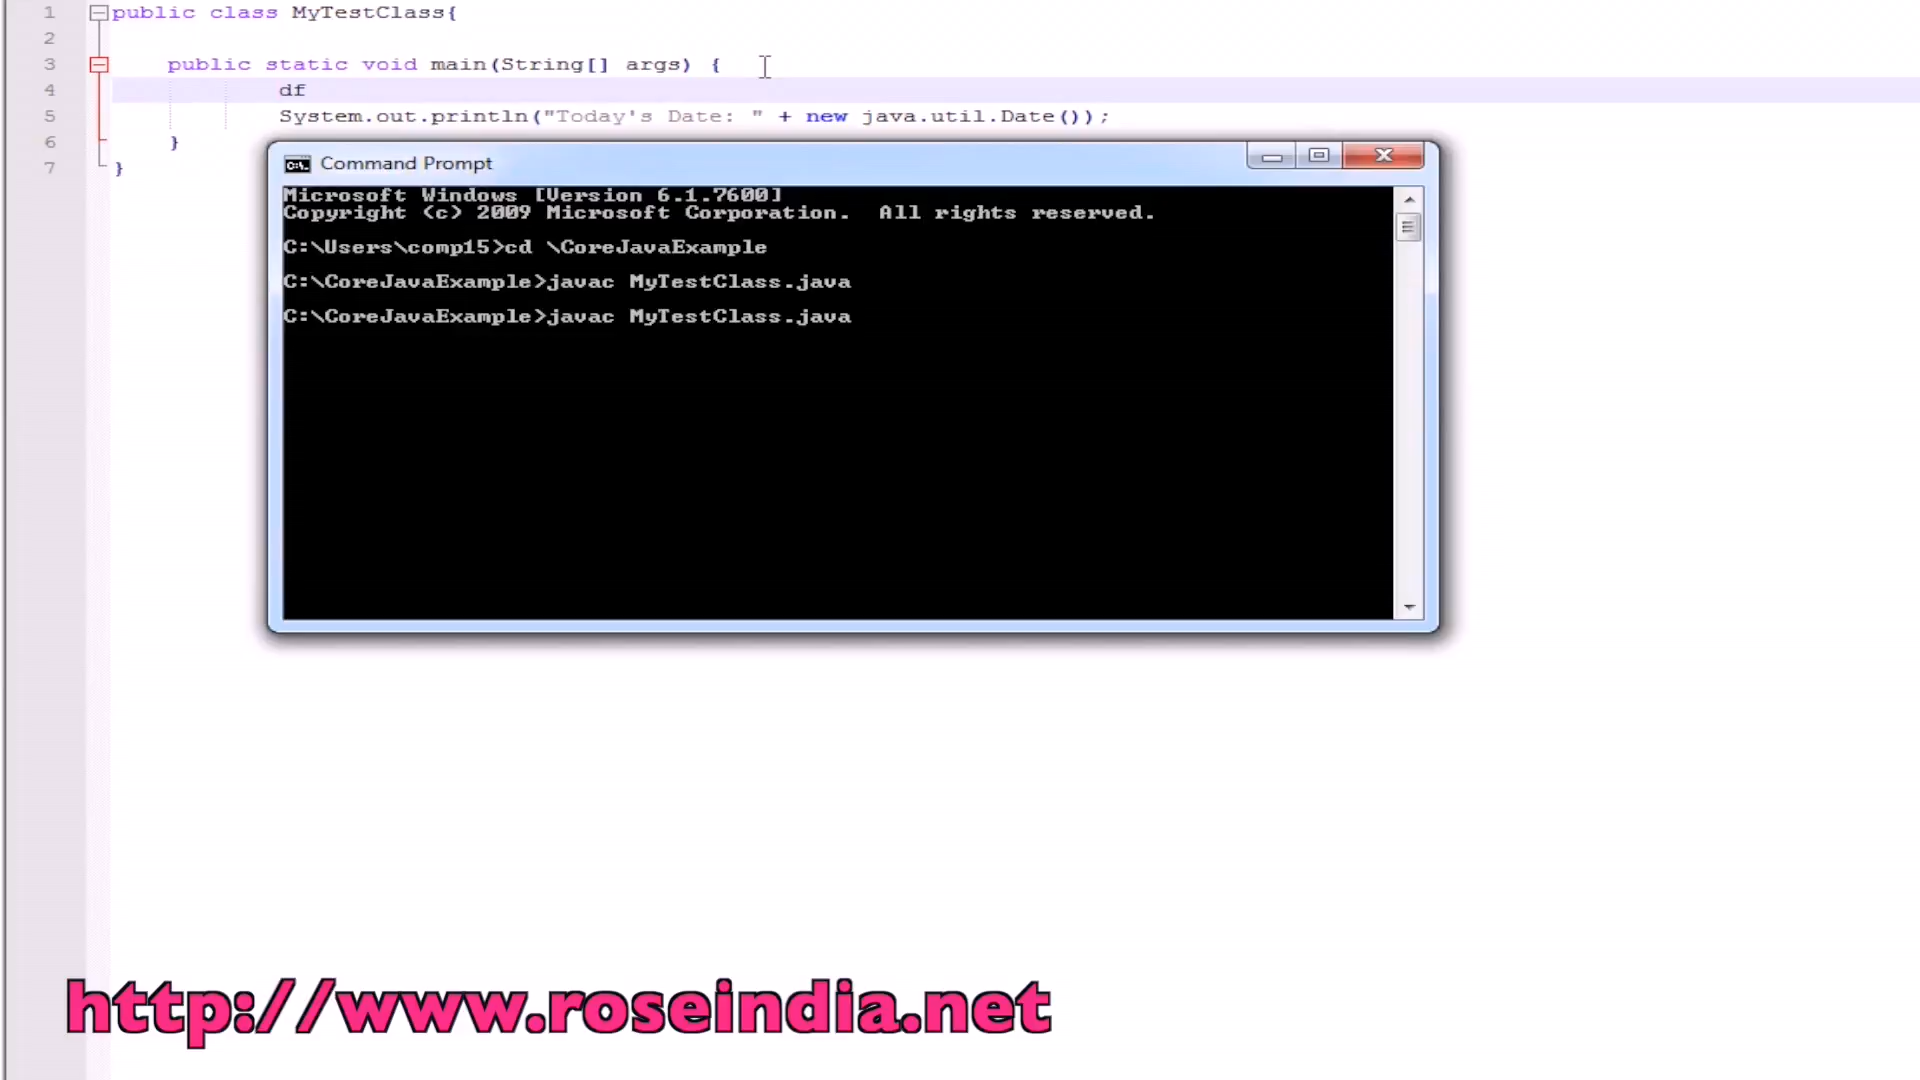 1 public class MyTestClass{
2
3 public static void main(String[] args) {
4 df
5 System.out.println("Today's Date: " + new java.util.Date());
6 }
7 }
Command Prompt
Microsoft Windows [Version 6.1.7600]
Copyright (c) 2009 Microsoft Corporation. All rights reserved.
C:\Users\comp15>cd \CoreJavaExample
C:\CoreJavaExample>javac MyTestClass.java
C:\CoreJavaExample>javac MyTestClass.java
http://www.roseindia.net